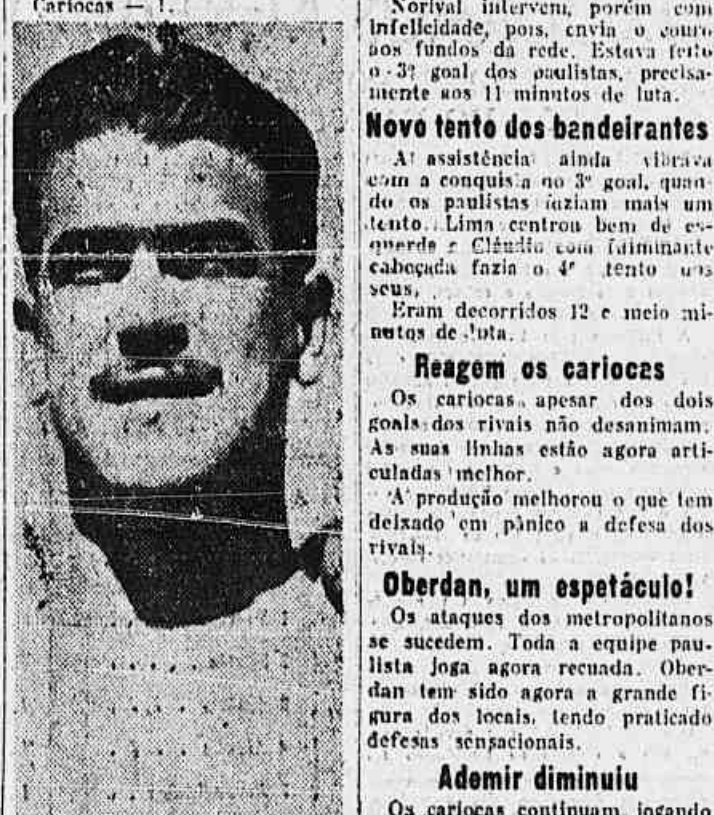 Cariocas — 1.
Norival intervem, porém com
infelicidade, pois, envia o couro
aos fundos da rede. Estava feito
o 3º goal dos paulistas, precisa-
mente aos 11 minutos de luta.
Novo tento dos bandeirantes
A assistência ainda vibrava
com a conquista no 3º goal, quan-
do os paulistas faziam mais um
tento. Lima centrou bem de es-
querda e Cláudio com fulminante
cabeçada fazia o 4º tento aos
seus.
Eram decorridos 12 e meio mi-
nutos de luta.
Reagem os cariocas
Os cariocas apesar dos dois
goals dos rivais não desanimam.
As suas linhas estão agora arti-
culadas melhor.
A produção melhorou o que tem
deixado em pânico a defesa dos
rivais.
Oberdan, um espetáculo!
Os ataques dos metropolitanos
se sucedem. Toda a equipe pau-
lista joga agora recuada. Ober-
dan tem sido agora a grande fi-
gura dos locais, tendo praticado
defesas sensacionais.
Ademir diminuiu
Os cariocas continuam jogando